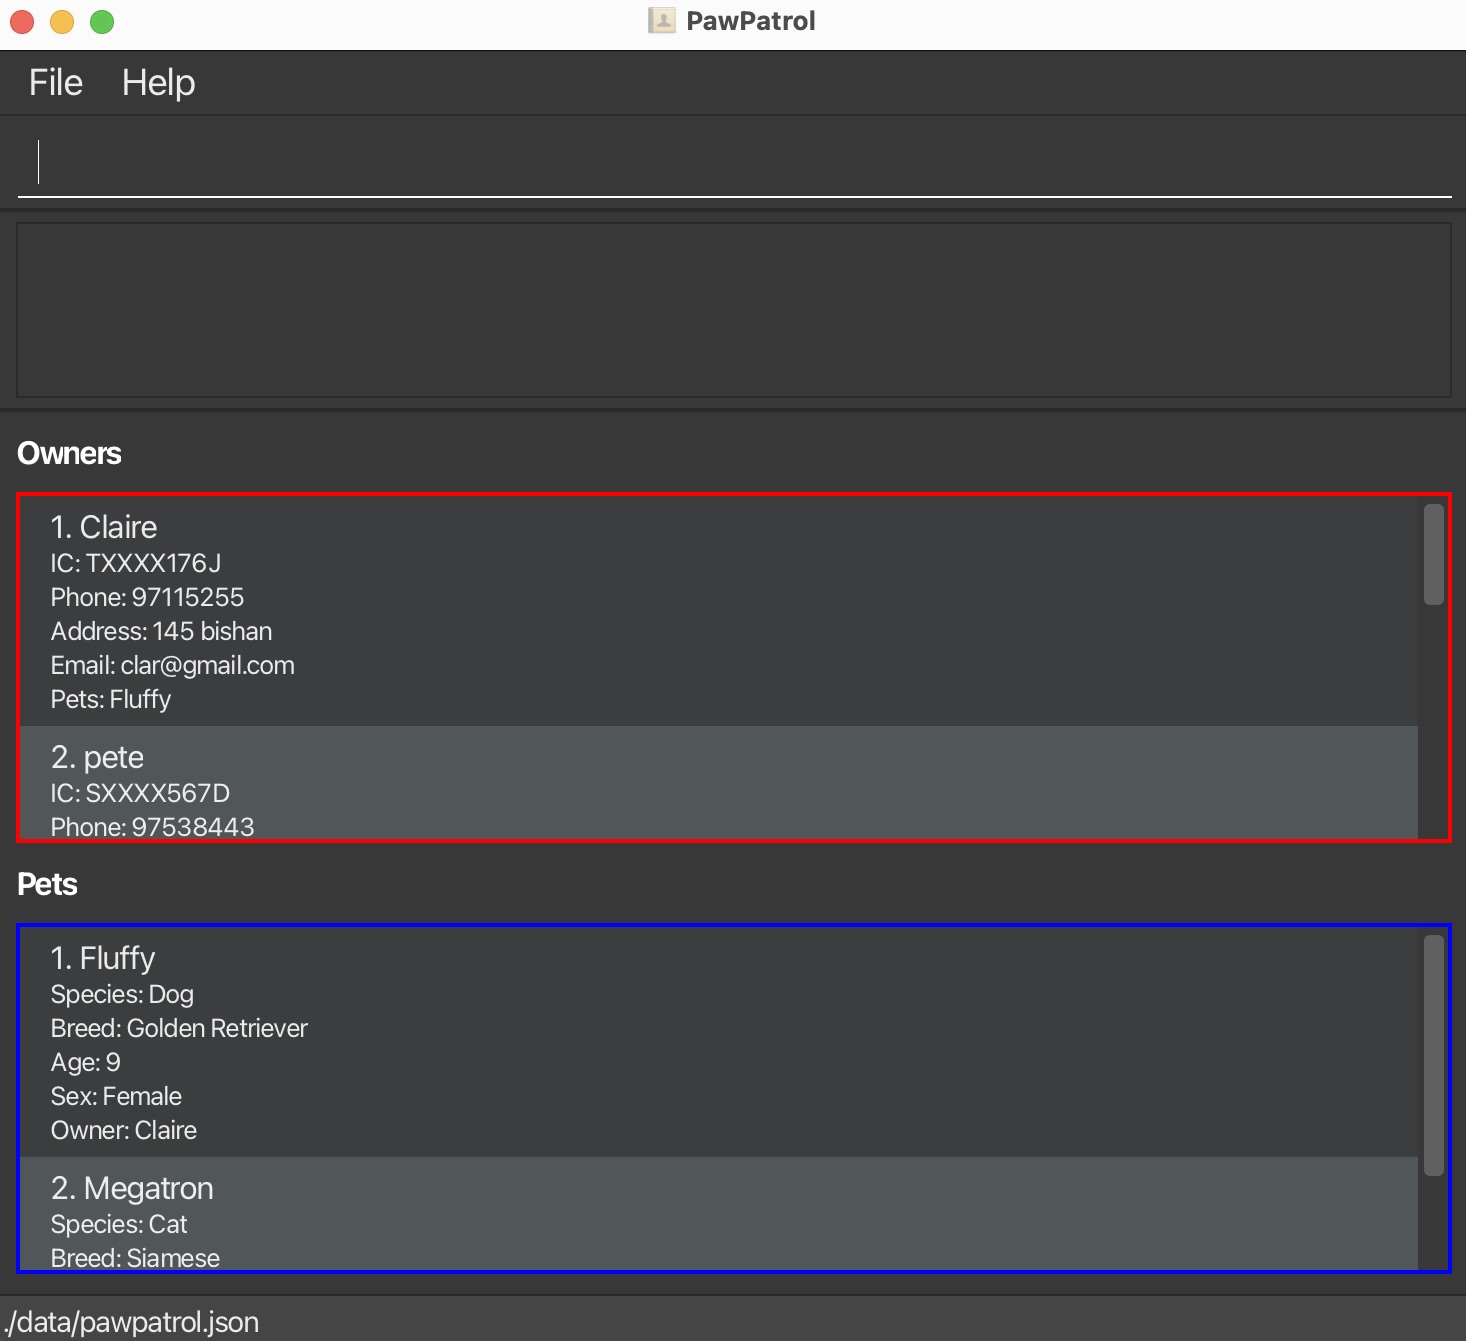 PawPatrol
File Help
Owners
1. Claire
IC: TXXXX176J
Phone: 97115255
Address: 145 bishan
Email: clar@gmail.com
Pets: Fluffy
2. pete
IC: SXXXX567D
Phone: 97538443
Pets
1. Fluffy
Species: Dog
Breed: Golden Retriever
Age: 9
Sex: Female
Owner: Claire
2. Megatron
Species: Cat
Breed: Siamese
./data/pawpatrol.json